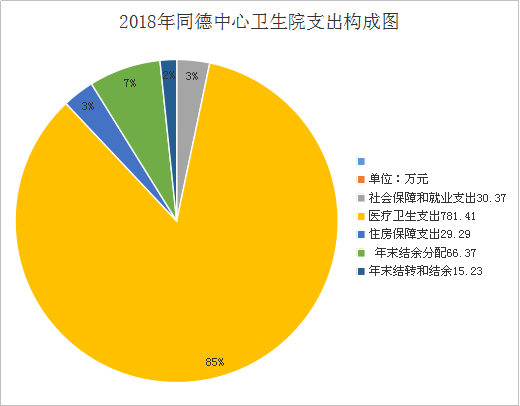 2018年同德中心卫生院支出构成图
2%
3%
7%
3%
85%
单位：万元
社会保障和就业支出30.37
医疗卫生支出781.41
住房保障支出29.29
年末结余分配66.37
年末结转和结余15.23